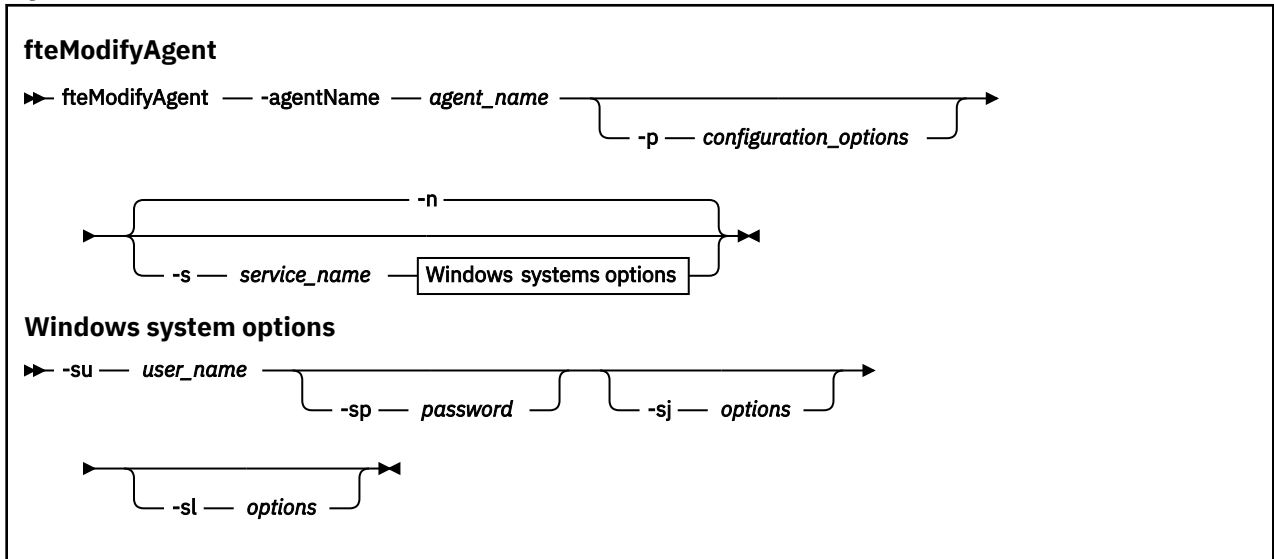 fteModifyAgent
fteModifyAgent -agentName agent_name
-p configuration_options
-n
-s service_name Windows systems options
Windows system options
-su user_name
-sp password -sj options
-sl options